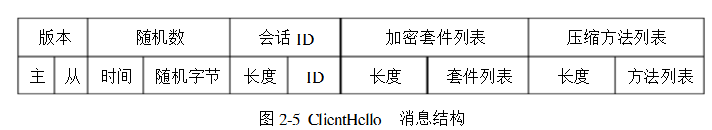 版本 随机数 会话 ID 加密套件列表 压缩方法列表
主 从 时间 随机字节 长度 ID 长度 套件列表 长度 方法列表
图 2-5 ClientHello 消息结构